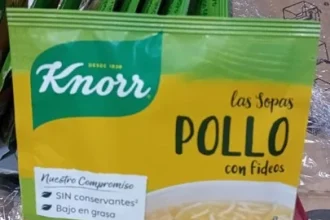 DESDE 1838
Knorr
las Sopas
POLLO
con fideos
Nuestro Compromiso
SIN conservantes*
Bajo en grasa